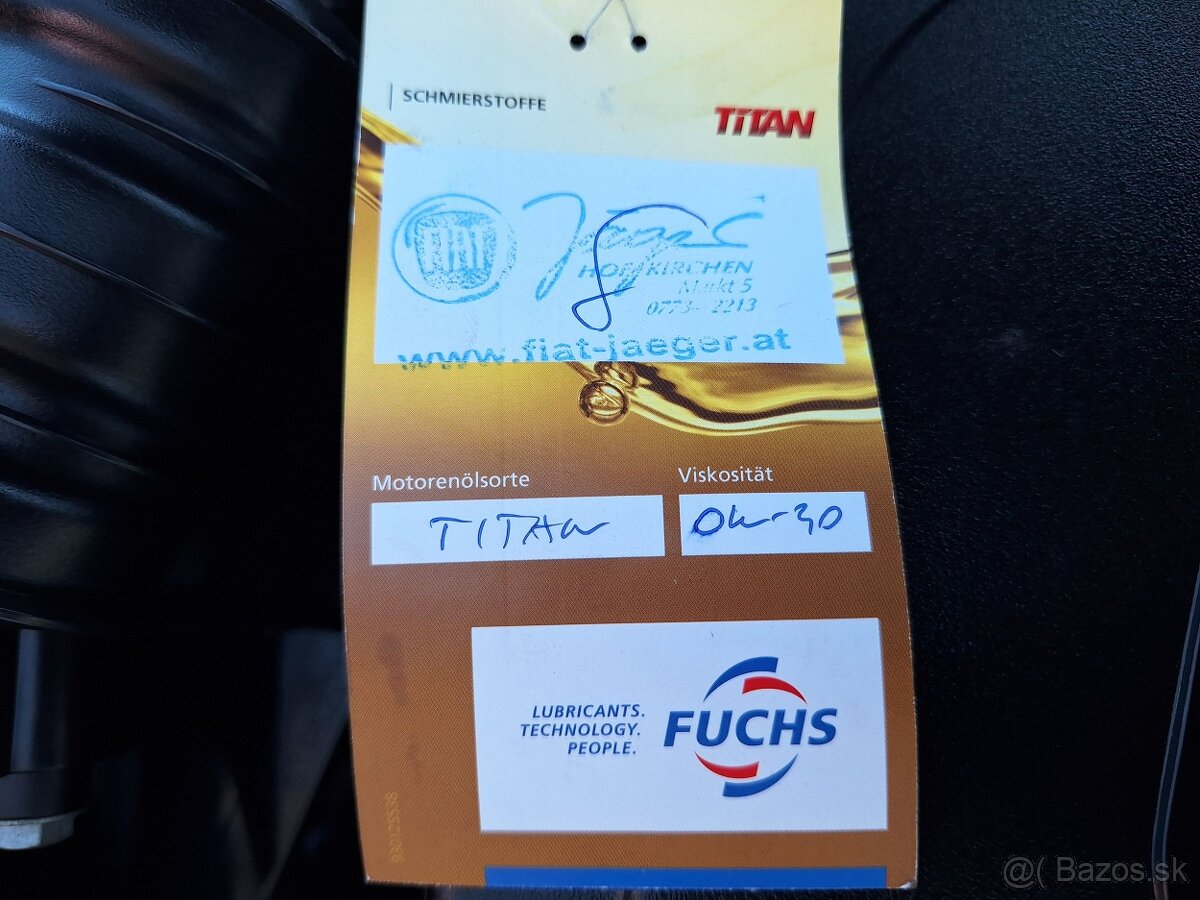 SCHMIERSTOFFE
TITAN
FIAT
HOFKIRCHEN
Markt 5
2213
www.fiat-jaeger.at
Motorenölsorte
Viskosität
TITAN
0W-30
LUBRICANTS.
TECHNOLOGY.
PEOPLE.
FUCHS
@( Bazos.sk